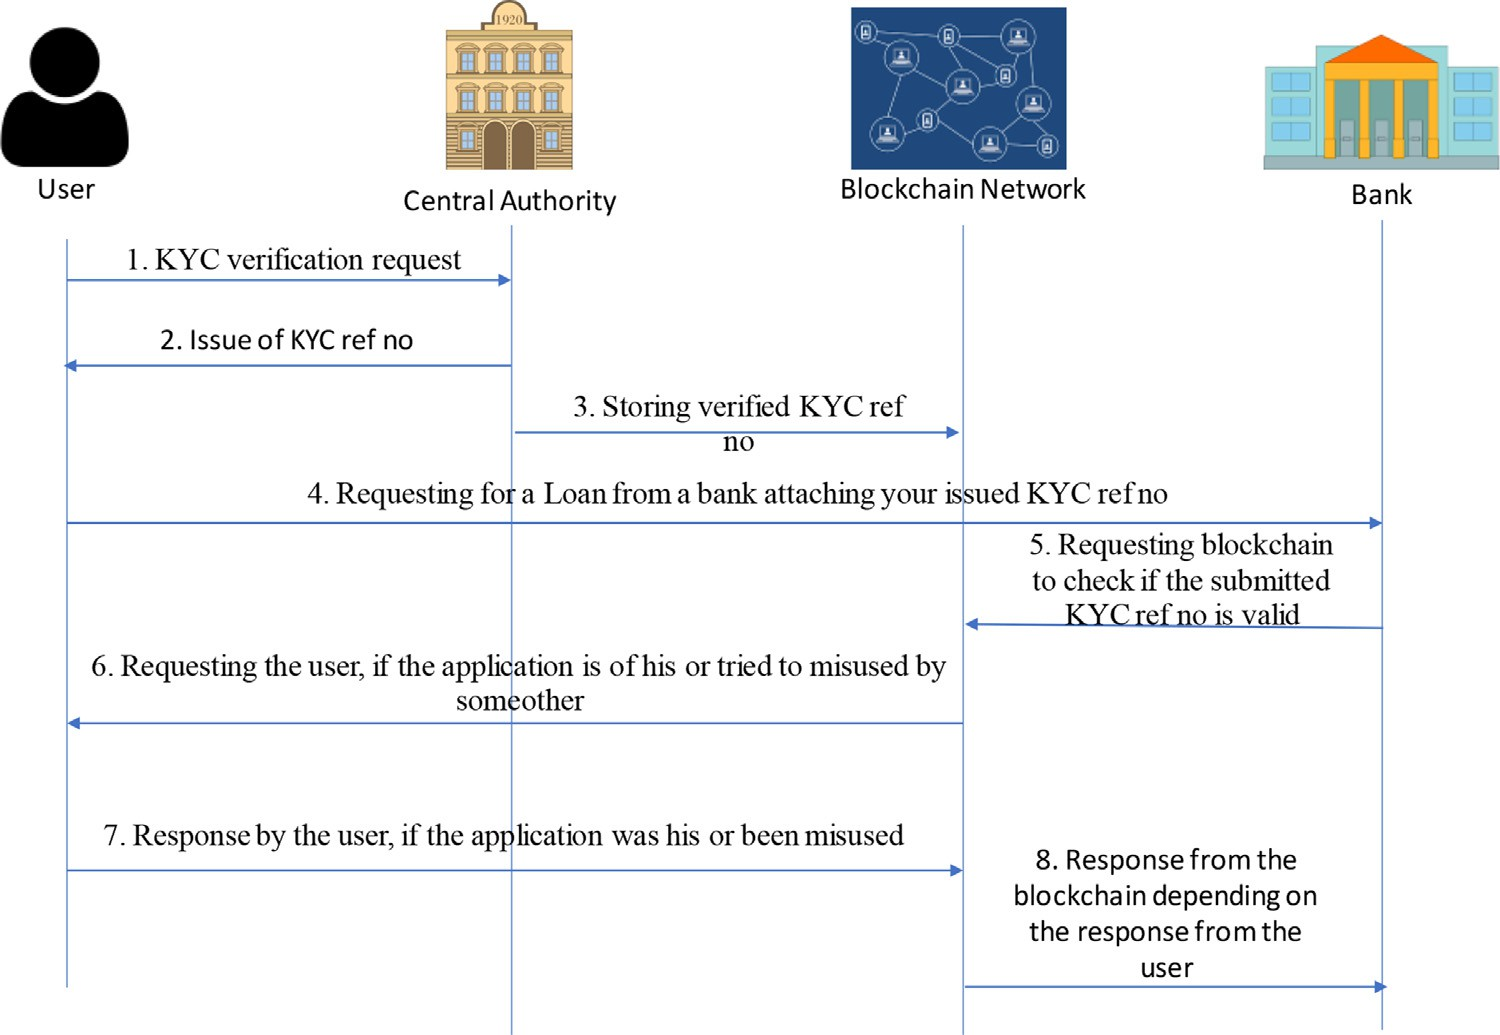 1920
User
Central Authority
Blockchain Network
Bank
1. KYC verification request
2. Issue of KYC ref no
3. Storing verified KYC ref
no
4. Requesting for a Loan from a bank attaching your issued KYC ref no
5. Requesting blockchain
to check if the submitted
KYC ref no is valid
6. Requesting the user, if the application is of his or tried to misused by
someother
7. Response by the user, if the application was his or been misused
8. Response from the
blockchain depending on
the response from the
user